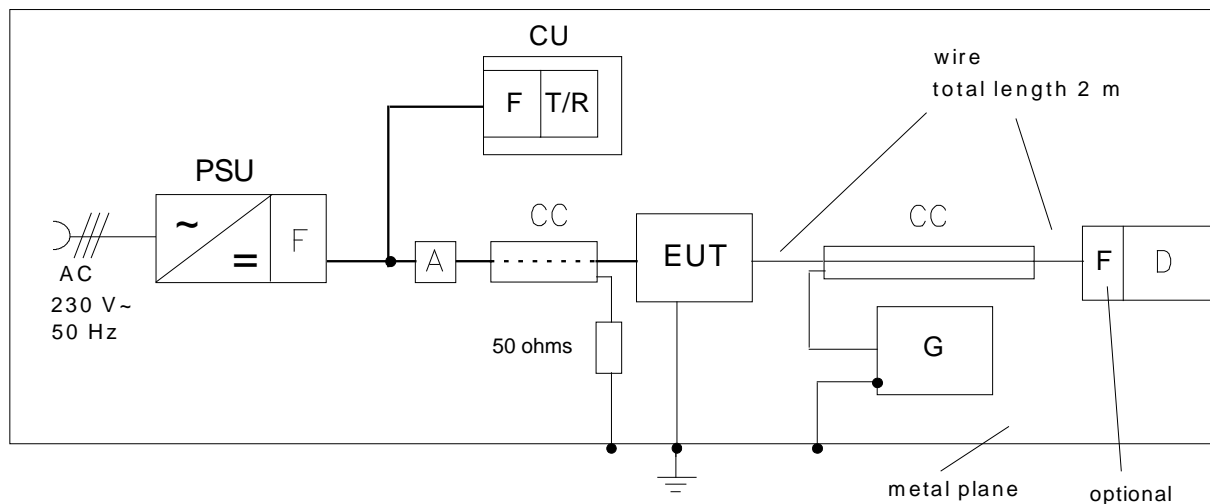 CU
wire
total length 2 m
F T/R
PSU
~
=
F
CC
CC
A
EUT
F D
AC
230 V~
50 Hz
50 ohms
G
metal plane
optional